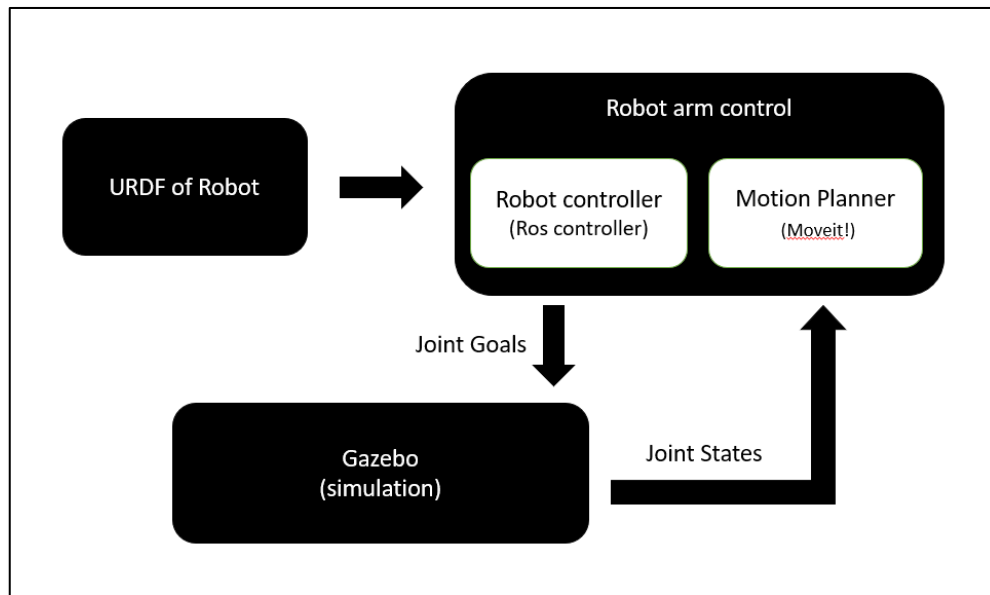 Robot arm control
URDF of Robot
Robot controller
(Ros controller)
Motion Planner
(Moveit!)
Joint Goals
Gazebo
(simulation)
Joint States